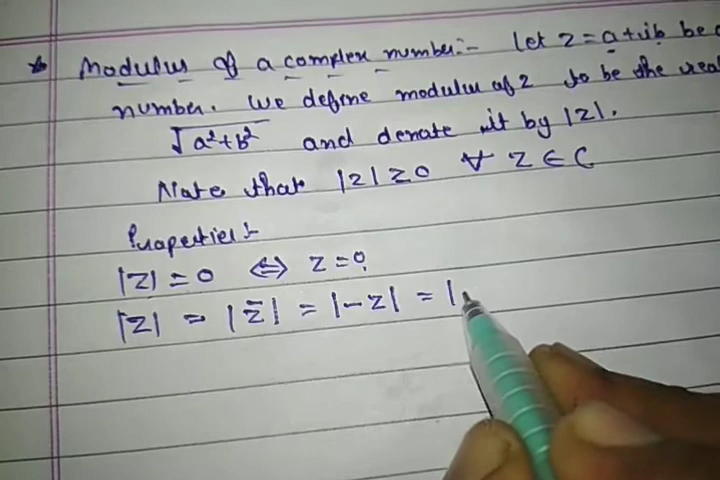 * Modulus of a complex number:- Let z = a+ib be a
number. We define modulus of z to be the real
√a²+b² and denote it by |z|.
Note that |z| ≥ 0 ∀ z ∈ C
Properties:-
|z| = 0 ⇔ z = 0.
|z| = |z̄| = |-z| = |